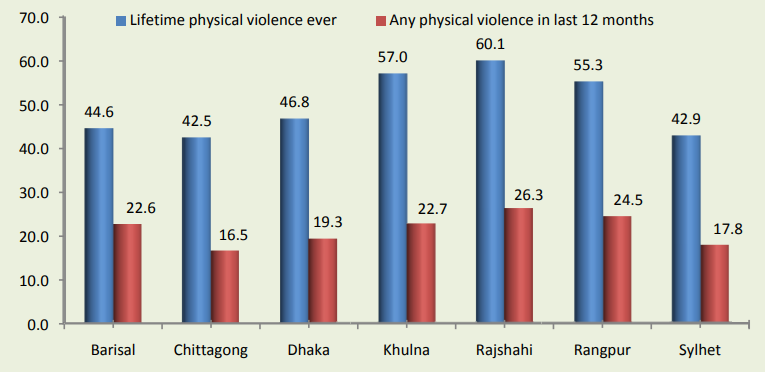 Lifetime physical violence ever
Any physical violence in last 12 months
70.0
60.0
50.0
40.0
30.0
20.0
10.0
0.0
44.6
22.6
42.5
16.5
46.8
19.3
57.0
22.7
60.1
26.3
55.3
24.5
42.9
17.8
Barisal
Chittagong
Dhaka
Khulna
Rajshahi
Rangpur
Sylhet